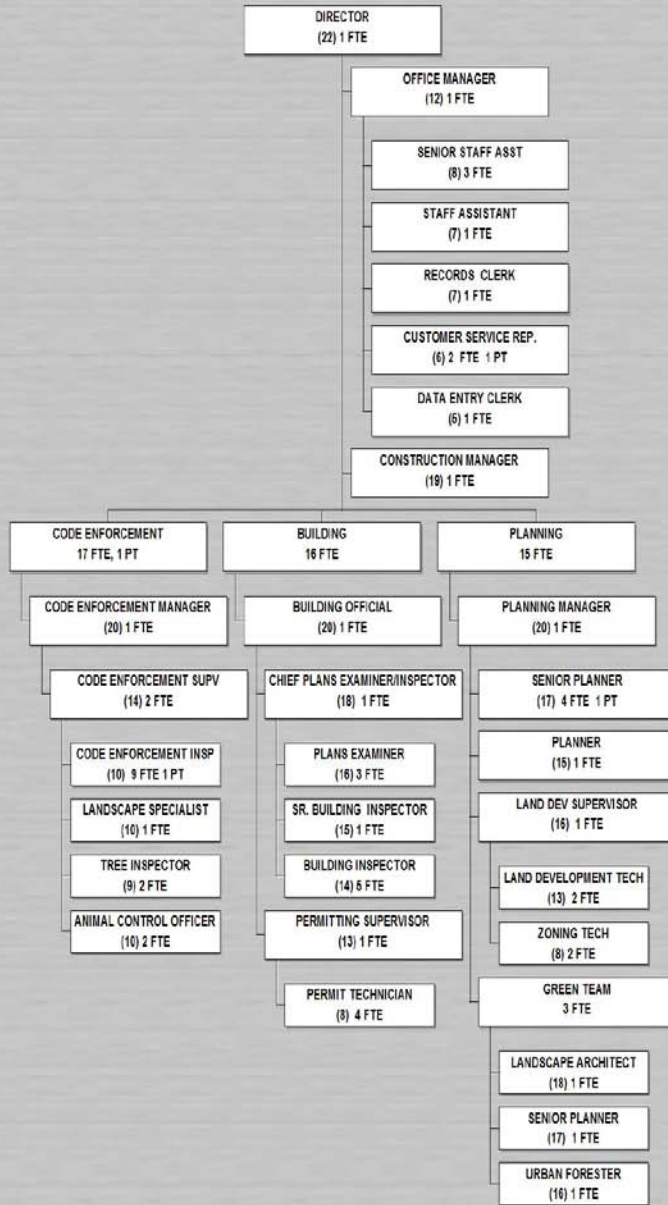 DIRECTOR
(22) 1 FTE
OFFICE MANAGER
(12) 1 FTE
SENIOR STAFF ASST
(8) 3 FTE
STAFF ASSISTANT
(7) 1 FTE
RECORDS CLERK
(7) 1 FTE
CUSTOMER SERVICE REP.
(6) 2 FTE 1 PT
DATA ENTRY CLERK
(5) 1 FTE
CONSTRUCTION MANAGER
(19) 1 FTE
CODE ENFORCEMENT
17 FTE, 1 PT
CODE ENFORCEMENT MANAGER
(20) 1 FTE
CODE ENFORCEMENT SUPV
(14) 2 FTE
CODE ENFORCEMENT INSP
(10) 9 FTE 1 PT
LANDSCAPE SPECIALIST
(10) 1 FTE
TREE INSPECTOR
(9) 2 FTE
ANIMAL CONTROL OFFICER
(10) 2 FTE
BUILDING
16 FTE
BUILDING OFFICIAL
(20) 1 FTE
CHIEF PLANS EXAMINER/INSPECTOR
(18) 1 FTE
PLANS EXAMINER
(16) 3 FTE
SR. BUILDING INSPECTOR
(15) 1 FTE
BUILDING INSPECTOR
(14) 5 FTE
PERMITTING SUPERVISOR
(13) 1 FTE
PERMIT TECHNICIAN
(8) 4 FTE
PLANNING
15 FTE
PLANNING MANAGER
(20) 1 FTE
SENIOR PLANNER
(17) 4 FTE 1 PT
PLANNER
(15) 1 FTE
LAND DEV SUPERVISOR
(16) 1 FTE
LAND DEVELOPMENT TECH
(13) 2 FTE
ZONING TECH
(8) 2 FTE
GREEN TEAM
3 FTE
LANDSCAPE ARCHITECT
(18) 1 FTE
SENIOR PLANNER
(17) 1 FTE
URBAN FORESTER
(16) 1 FTE